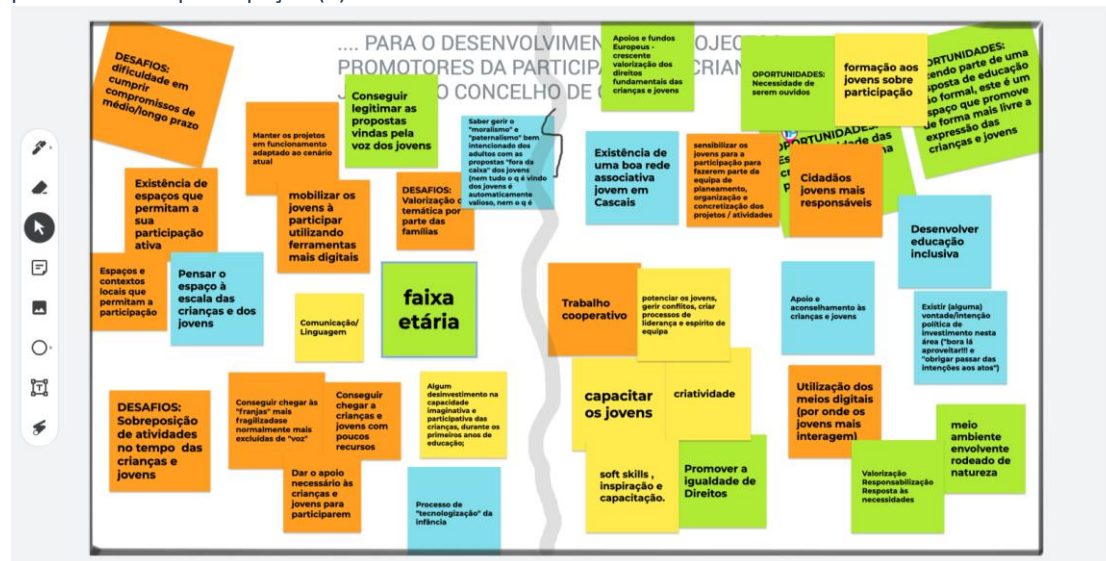 .... PARA O DESENVOLVIMEN OJEC
PROMOTORES DA PARTICIP CRIAN
J O CONCELHO DE
DESAFIOS:
dificuldade em
cumprir
compromissos de
médio/longo prazo
Manter os projetos
em funcionamento
adaptado ao cenário
atual
Conseguir
legitimar as
propostas
vindas pela
voz dos jovens
Saber gerir o
"moralismo" e
"paternalismo" bem
intencionado dos
adultos com as
propostas "fora da
caixa" dos jovens
(nem tudo o q é vindo
dos jovens é
automaticamente
valioso, nem o q é
Existência de
espaços que
permitam a
sua
participação
ativa
mobilizar os
jovens à
participar
utilizando
ferramentas
mais digitais
DESAFIOS:
Valorização d
temática por
parte das
famílias
Espaços e
contextos
locais que
permitam a
participação
Pensar o
espaço à
escala das
crianças e dos
jovens
Comunicação/
Linguagem
faixa
etária
DESAFIOS:
Sobreposição
de atividades
no tempo das
crianças e
jovens
Conseguir chegar às
"franjas" mais
fragilizadase
normalmente mais
excluídas de "voz"
Conseguir
chegar a
crianças e
jovens com
poucos
recursos
Dar o apoio
necessário às
crianças e
jovens para
participarem
Algum
desinvestimento na
capacidade
imaginativa e
participativa das
crianças, durante os
primeiros anos de
educação;
Processo de
"tecnologização" da
infância
Apoios e fundos
Europeus -
crescente
valorização dos
direitos
fundamentais das
crianças e jovens
OPORTUNIDADES:
Necessidade de
serem ouvidos
formação aos
jovens sobre
participação
ORTUNIDADES:
endo parte de uma
posta de educação
ão formal, este é um
spaço que promove
de forma mais livre a
expressão das
crianças e jovens
Existência de
uma boa rede
associativa
jovem em
Cascais
sensibilizar os
jovens para a
participação para
fazerem parte da
equipa de
planeamento,
organização e
concretização dos
projetos / atividades
OPORTUNIDADES:
dade das
na
Cidadãos
jovens mais
responsáveis
Desenvolver
educação
inclusiva
Trabalho
cooperativo
potenciar os jovens,
gerir conflitos, criar
processos de
liderança e espírito de
equipa
Apoio e
aconselhamento às
crianças e jovens
Existir (alguma)
vontade/intenção
política de
investimento nesta
área ("bora lá
aproveitar!!! e
"obrigar passar das
intenções aos atos")
capacitar
os jovens
criatividade
Utilização dos
meios digitais
(por onde os
jovens mais
interagem)
soft skills ,
inspiração e
capacitação.
Promover a
igualdade de
Direitos
Valorização
Responsabilização
Resposta às
necessidades
meio
ambiente
envolvente
rodeado de
natureza